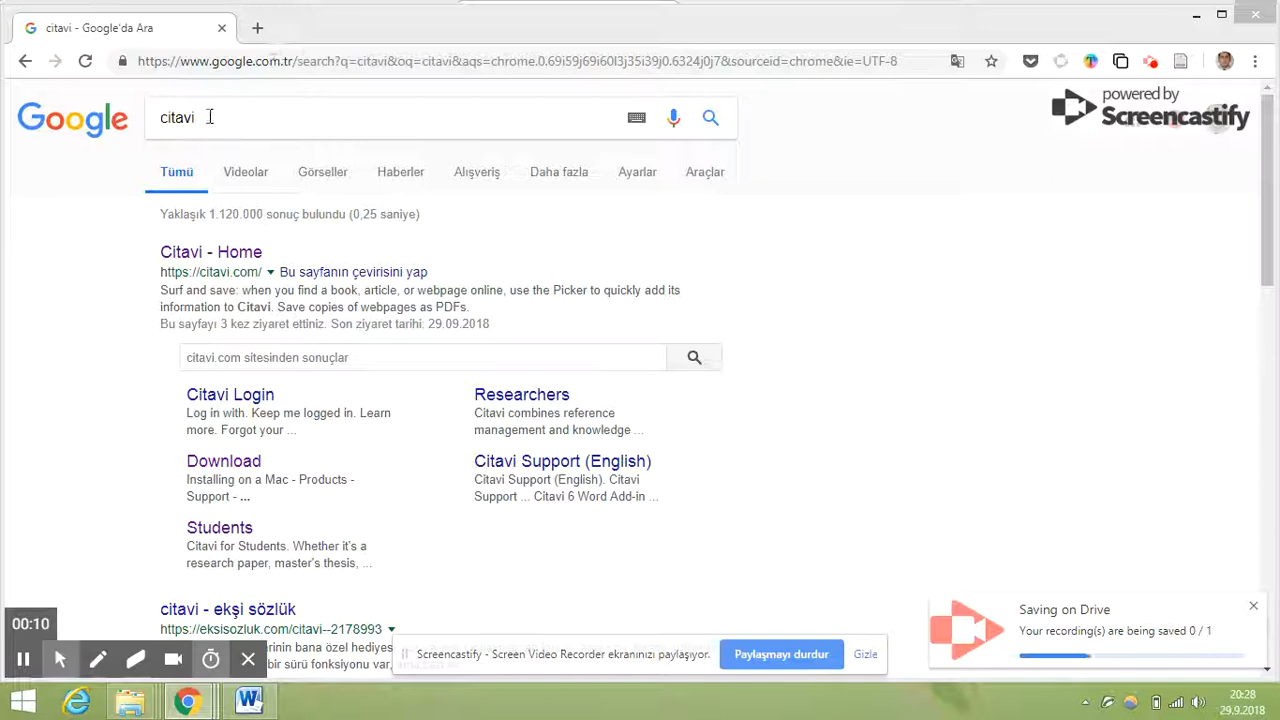 citavi - Google'da Ara
https://www.google.com.tr/search?q=citavi&oq=citavi&aqs=chrome.0.69i59j69i60l3j35i39j0.6324j0j7&sourceid=chrome&ie=UTF-8
Google
citavi
powered by
Screencastify
Tümü Videolar Görseller Haberler Alışveriş Daha fazla Ayarlar Araçlar
Yaklaşık 1.120.000 sonuç bulundu (0,25 saniye)
Citavi - Home
https://citavi.com/ Bu sayfanın çevirisini yap
Surf and save: when you find a book, article, or webpage online, use the Picker to quickly add its
information to Citavi. Save copies of webpages as PDFs.
Bu sayfayı 3 kez ziyaret ettiniz. Son ziyaret tarihi: 29.09.2018
citavi.com sitesinden sonuçlar
Citavi Login
Log in with. Keep me logged in. Learn
more. Forgot your ...
Researchers
Citavi combines reference
management and knowledge ...
Download
Installing on a Mac - Products -
Support - ...
Citavi Support (English)
Citavi Support (English). Citavi
Support ... Citavi 6 Word Add-in ...
Students
Citavi for Students. Whether it's a
research paper, master's thesis, ...
citavi - ekşi sözlük
https://eksisozluk.com/citavi--2178993
erinin bana özel hediyes
bir sürü fonksiyonu var,
00:10
Screencastify - Screen Video Recorder ekranınızı paylaşıyor.
Paylaşmayı durdur
Gizle
Saving on Drive
Your recording(s) are being saved 0 / 1
20:28
29.9.2018